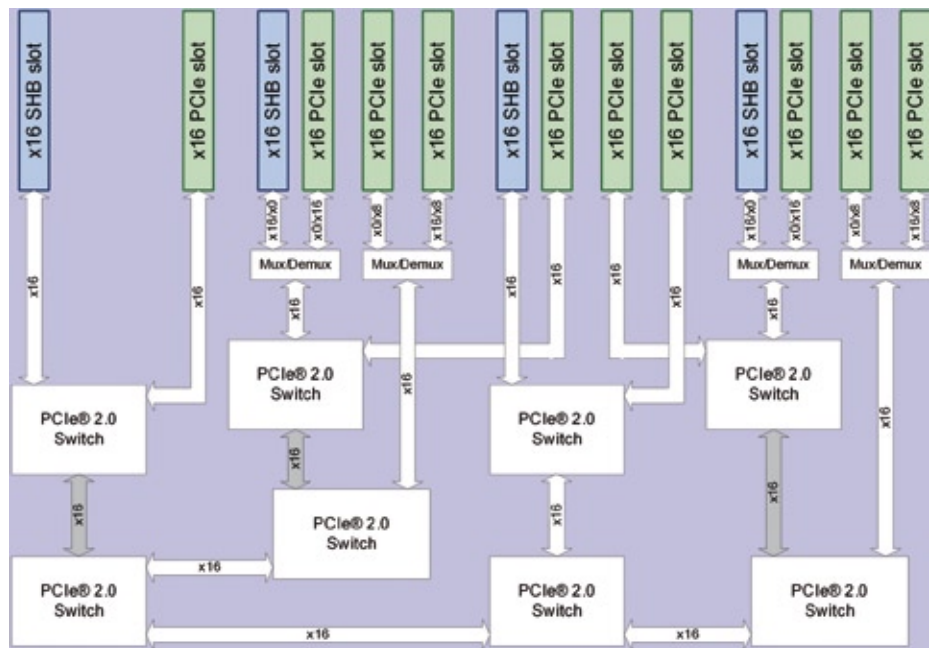 x16 SHB slot
x16 PCIe slot
x16 SHB slot
x16 PCIe slot
x16 PCIe slot
x16 PCIe slot
x16 SHB slot
x16 PCIe slot
x16 PCIe slot
x16 PCIe slot
x16 SHB slot
x16 PCIe slot
x16 PCIe slot
x16 PCIe slot
x16/x0
x0/x16
x0/x8
x16/x8
x16/x0
x0/x16
x0/x8
x16/x8
Mux/Demux
Mux/Demux
Mux/Demux
Mux/Demux
x16
x16
x16
x16
x16
x16
x16
x16
x16
x16
PCIe® 2.0
Switch
PCIe® 2.0
Switch
PCIe® 2.0
Switch
PCIe® 2.0
Switch
x16
x16
x16
x16
PCIe® 2.0
Switch
x16
PCIe® 2.0
Switch
PCIe® 2.0
Switch
PCIe® 2.0
Switch
x16
x16